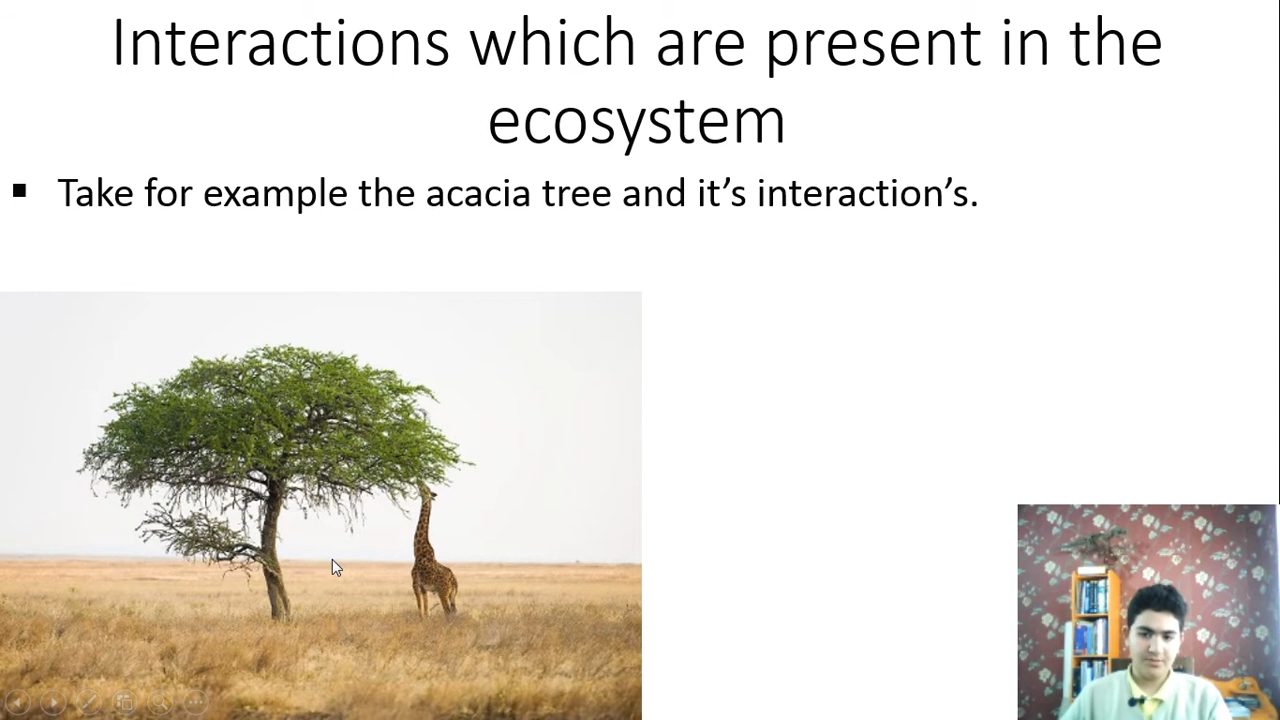 Interactions which are present in the
ecosystem
▪ Take for example the acacia tree and it’s interaction’s.